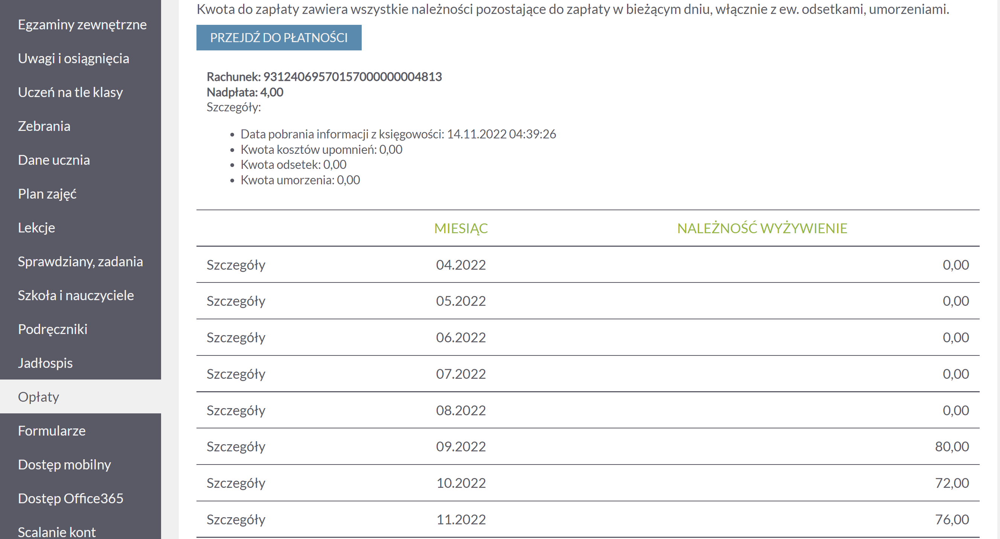 Egzaminy zewnętrzne
Uwagi i osiągnięcia
Uczeń na tle klasy
Zebrania
Dane ucznia
Plan zajęć
Lekcje
Sprawdziany, zadania
Szkoła i nauczyciele
Podręczniki
Jadłospis
Opłaty
Formularze
Dostęp mobilny
Dostęp Office365
Scalanie kont
Kwota do zapłaty zawiera wszystkie należności pozostające do zapłaty w bieżącym dniu, włącznie z ew. odsetkami, umorzeniami.
PRZEJDŹ DO PŁATNOŚCI
Rachunek: 93124069570157000000004813
Nadpłata: 4,00
Szczegóły:
• Data pobrania informacji z księgowości: 14.11.2022 04:39:26
• Kwota kosztów upomnień: 0,00
• Kwota odsetek: 0,00
• Kwota umorzenia: 0,00
MIESIĄC NALEŻNOŚĆ WYŻYWIENIE
Szczegóły 04.2022 0,00
Szczegóły 05.2022 0,00
Szczegóły 06.2022 0,00
Szczegóły 07.2022 0,00
Szczegóły 08.2022 0,00
Szczegóły 09.2022 80,00
Szczegóły 10.2022 72,00
Szczegóły 11.2022 76,00